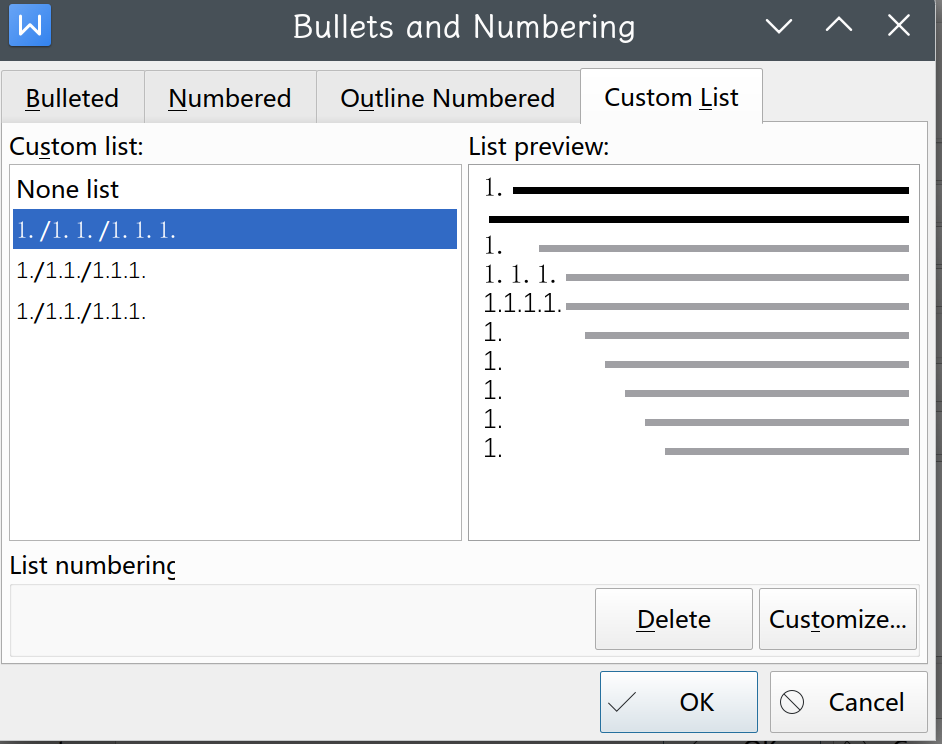 Bullets and Numbering
Bulleted
Numbered
Outline Numbered
Custom List
Custom list:
None list
1. /1. 1. /1. 1. 1.
1./1.1./1.1.1.
1./1.1./1.1.1.
List preview:
1.
1.
1. 1. 1.
1.1.1.1.
1.
1.
1.
1.
1.
List numbering
Delete
Customize...
OK
Cancel